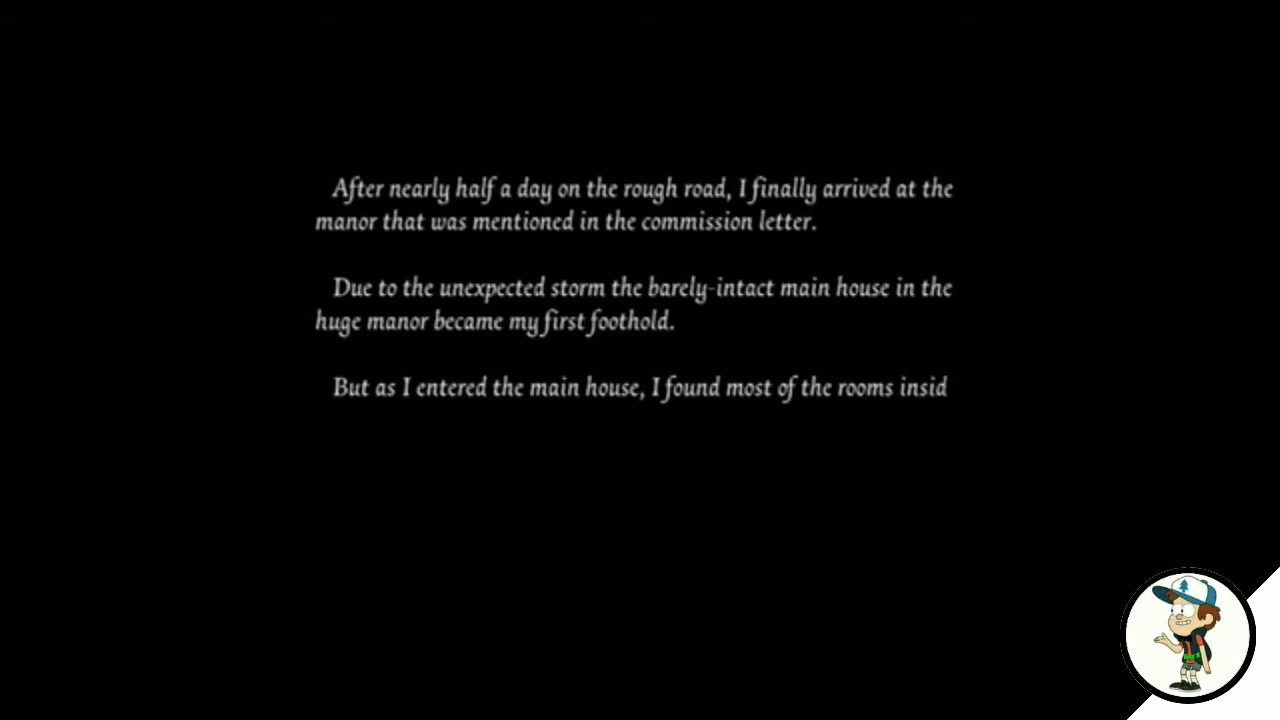 After nearly half a day on the rough road, I finally arrived at the
manor that was mentioned in the commission letter.
Due to the unexpected storm the barely-intact main house in the
huge manor became my first foothold.
But as I entered the main house, I found most of the rooms insid